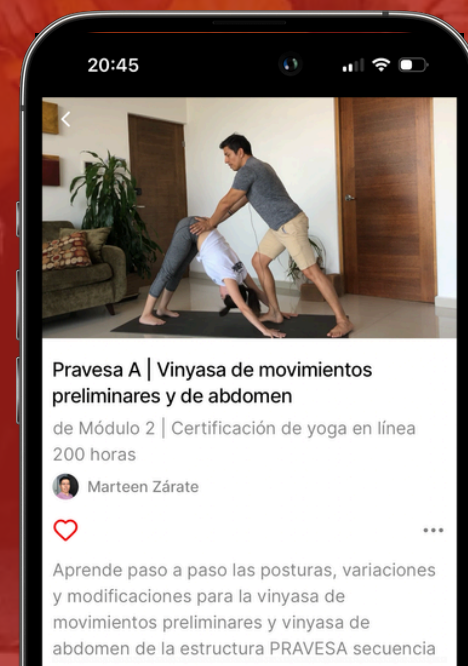 20:45
Pravesa A | Vinyasa de movimientos
preliminares y de abdomen
de Módulo 2 | Certificación de yoga en línea
200 horas
Marteen Zárate
Aprende paso a paso las posturas, variaciones
y modificaciones para la vinyasa de
movimientos preliminares y vinyasa de
abdomen de la estructura PRAVESA secuencia